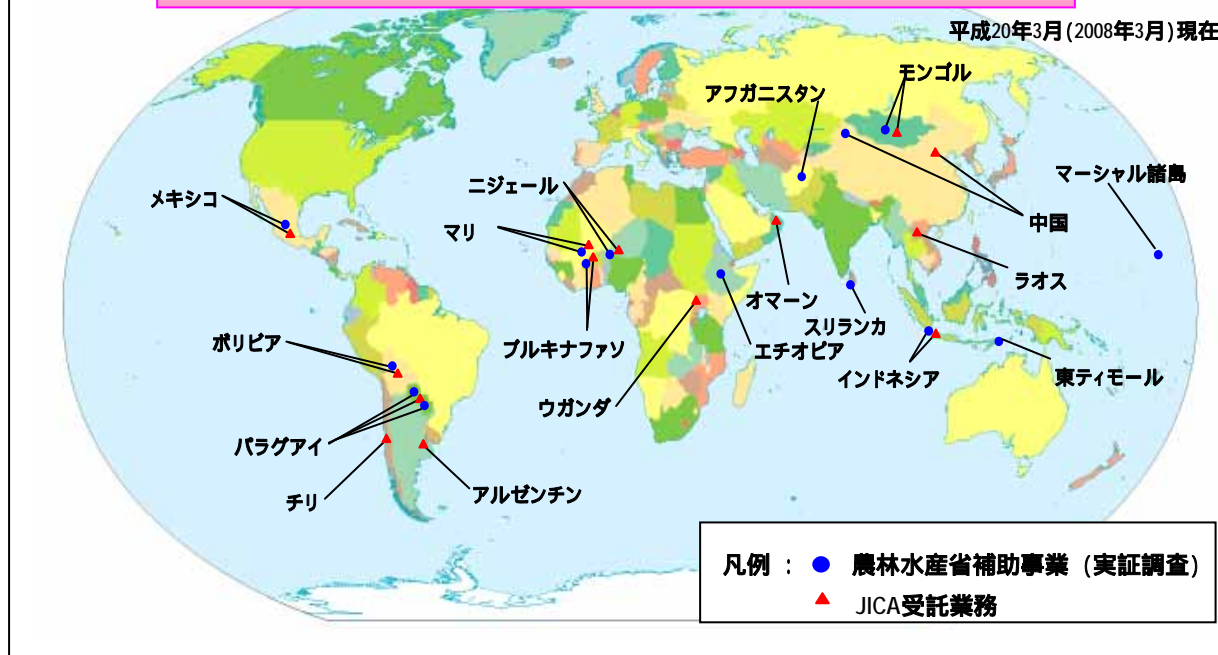 平成20年3月(2008年3月)現在
モンゴル
アフガニスタン
マーシャル諸島
ニジェール
メキシコ
中国
マリ
ラオス
オマーン
スリランカ
ボリビア
ブルキナファソ
エチオピア
インドネシア
東ティモール
ウガンダ
パラグアイ
チリ
アルゼンチン
凡例 : ● 農林水産省補助事業 (実証調査)
▲ JICA受託業務